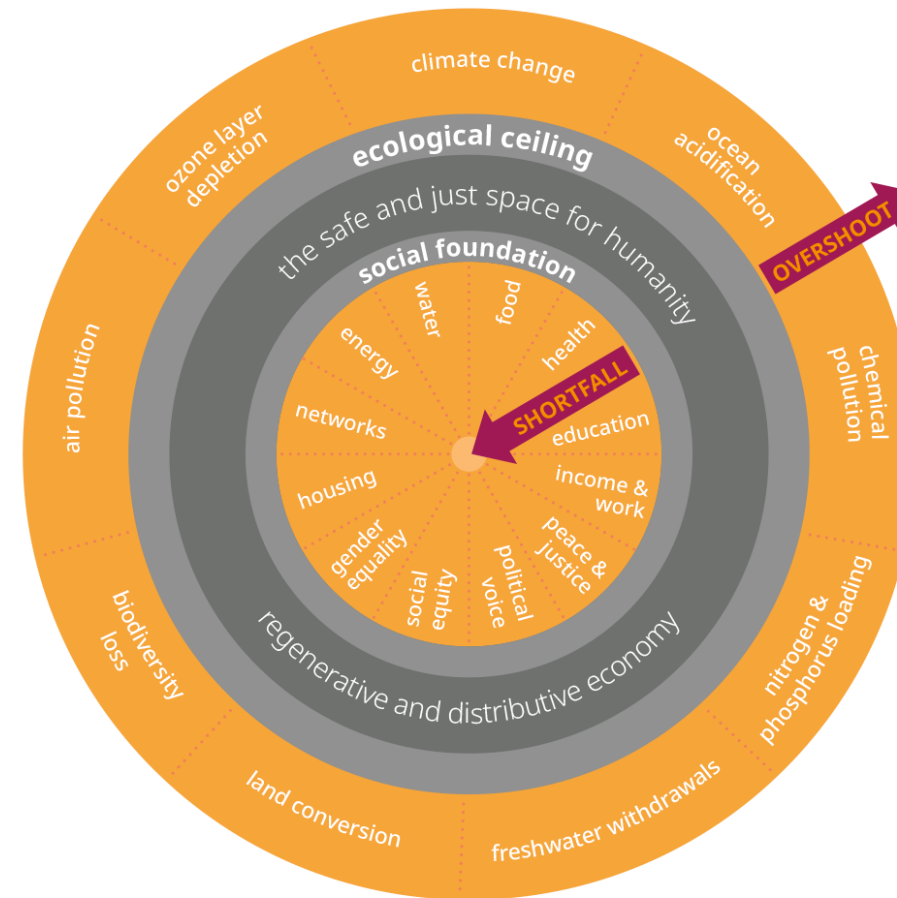 climate change
ocean
acidification
OVERSHOOT
chemical
pollution
nitrogen &
phosphorus loading
freshwater withdrawals
land conversion
biodiversity
loss
air pollution
ozone layer
depletion
ecological ceiling
the safe and just space for humanity
social foundation
water
food
health
SHORTFALL
education
income &
work
peace &
justice
political
voice
social
equity
gender
equality
housing
networks
energy
regenerative and distributive economy